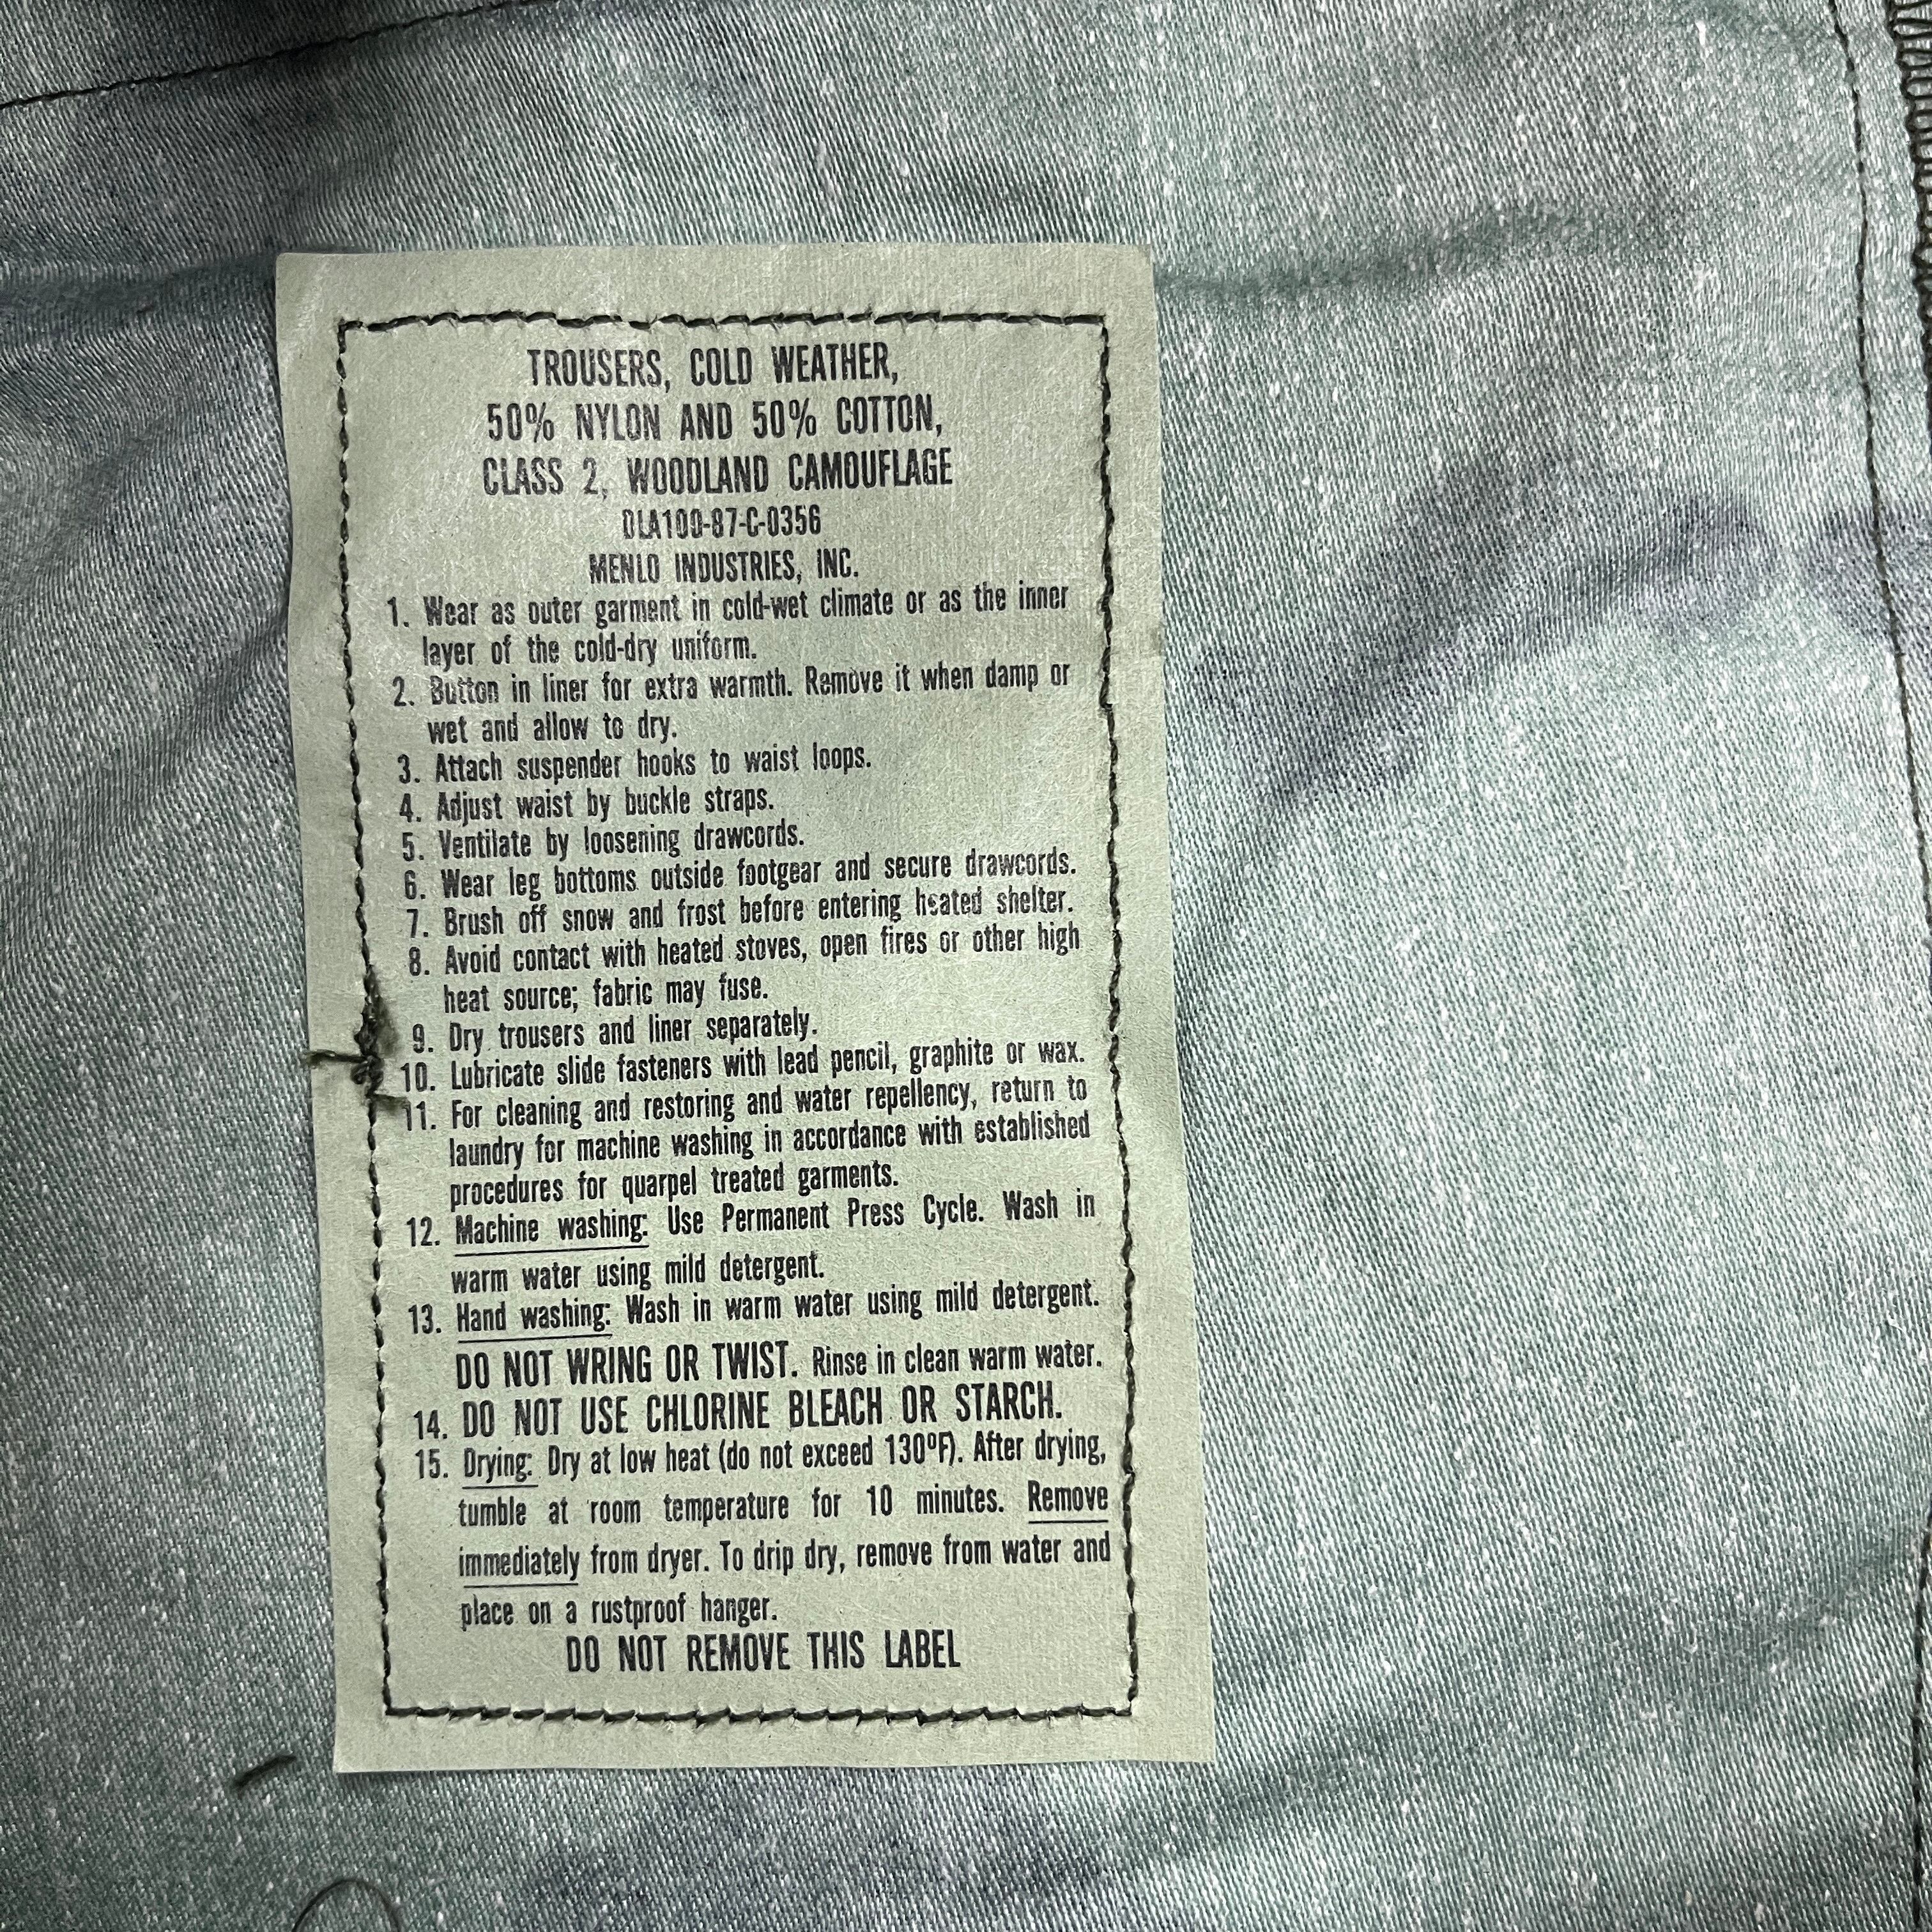 TROUSERS, COLD WEATHER,
50% NYLON AND 50% COTTON,
CLASS 2, WOODLAND CAMOUFLAGE
DLA100-87-C-0356
MENLO INDUSTRIES, INC.
1. Wear as outer garment in cold-wet climate or as the inner
layer of the cold-dry uniform.
2. Button in liner for extra warmth. Remove it when damp or
wet and allow to dry.
3. Attach suspender hooks to waist loops.
4. Adjust waist by buckle straps.
5. Ventilate by loosening drawcords.
6. Wear leg bottoms outside footgear and secure drawcords.
7. Brush off snow and frost before entering heated shelter.
8. Avoid contact with heated stoves, open fires or other high
heat source; fabric may fuse.
9. Dry trousers and liner separately.
10. Lubricate slide fasteners with lead pencil, graphite or wax.
11. For cleaning and restoring and water repellency, return to
laundry for machine washing in accordance with established
procedures for quarpel treated garments.
12. Machine washing: Use Permanent Press Cycle. Wash in
warm water using mild detergent.
13. Hand washing: Wash in warm water using mild detergent.
DO NOT WRING OR TWIST. Rinse in clean warm water.
14. DO NOT USE CHLORINE BLEACH OR STARCH.
15. Drying: Dry at low heat (do not exceed 130ºF). After drying,
tumble at room temperature for 10 minutes. Remove
immediately from dryer. To drip dry, remove from water and
place on a rustproof hanger.
DO NOT REMOVE THIS LABEL